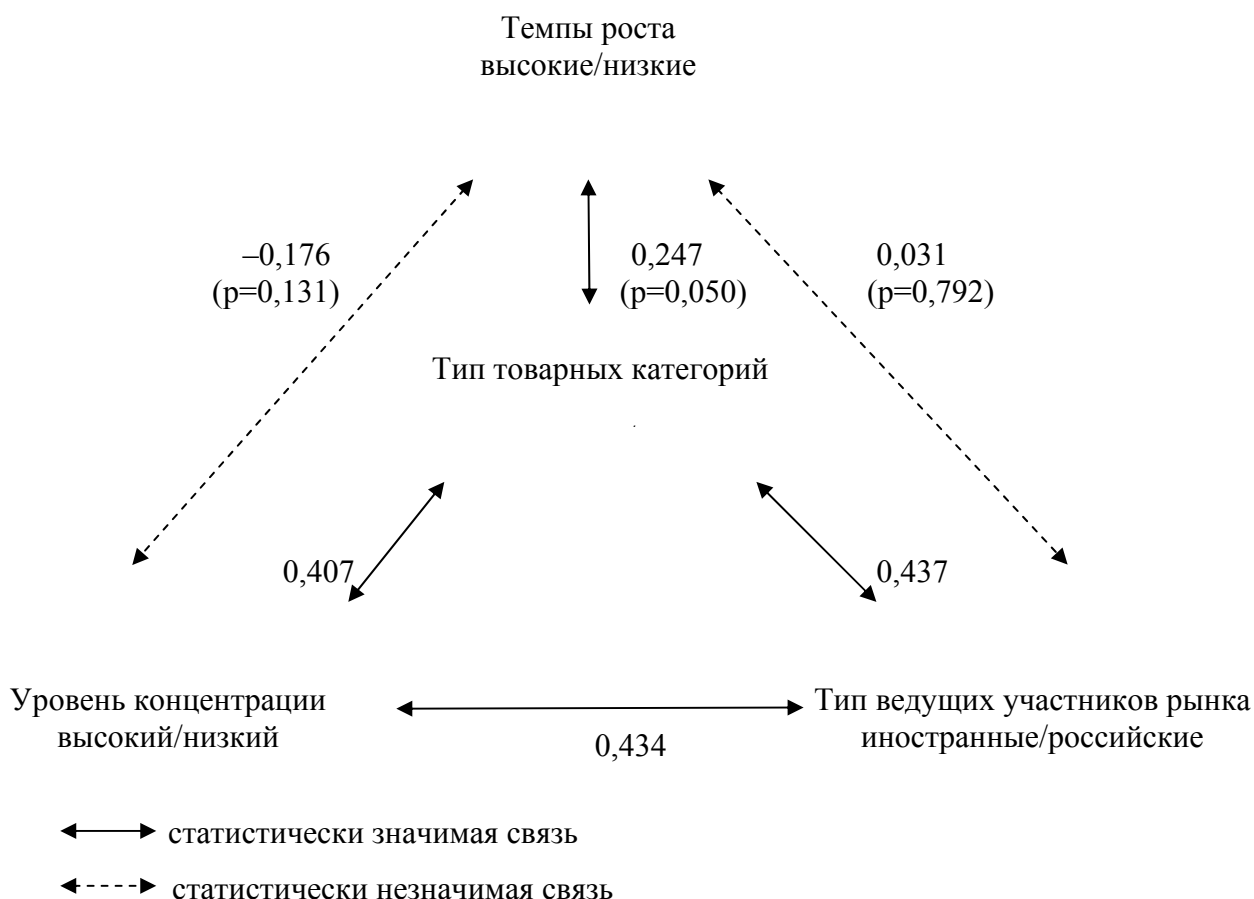 Темпы роста
высокие/низкие
–0,176
(p=0,131)
0,247
(p=0,050)
0,031
(p=0,792)
Тип товарных категорий
0,407
0,437
Уровень концентрации
высокий/низкий
Тип ведущих участников рынка
иностранные/российские
0,434
статистически значимая связь
статистически незначимая связь